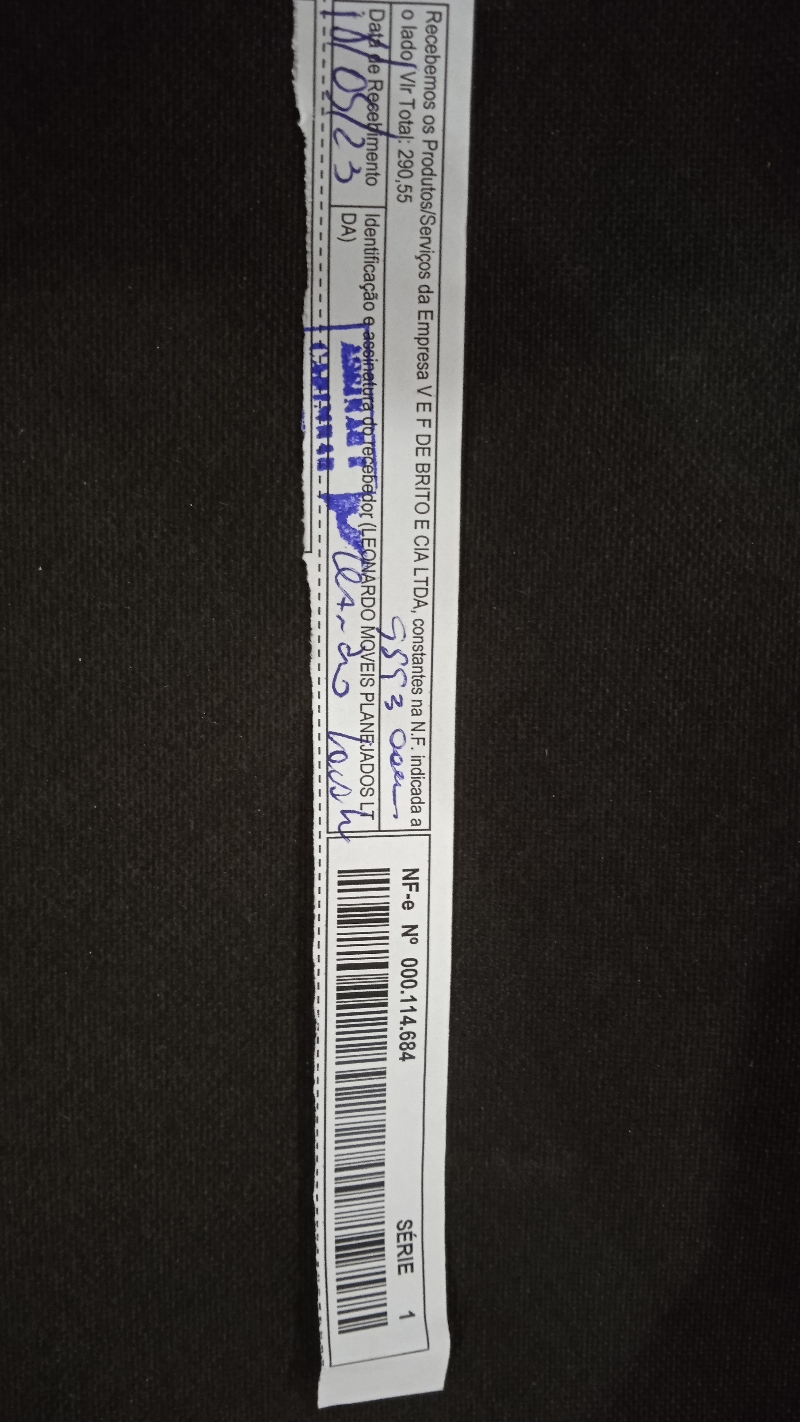 Recebemos os Produtos/Serviços da Empresa V E F DE BRITO E CIA LTDA, constantes na N.F. indicada a
o lado Vlr Total: 290,55
Data de Recebimento
/05/23
Identificação e assinatura do recebedor (LEONARDO MOVEIS PLANEJADOS LT
DA)
NF-e Nº 000.114.684
SÉRIE 1